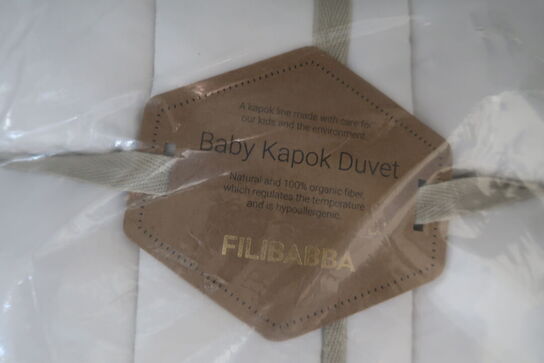 A kapok line made with care for
our kids and the environment.
Baby Kapok Duvet
Natural and 100% organic fiber,
which regulates the temperature
and is hypoallergenic.
FILIBABBA